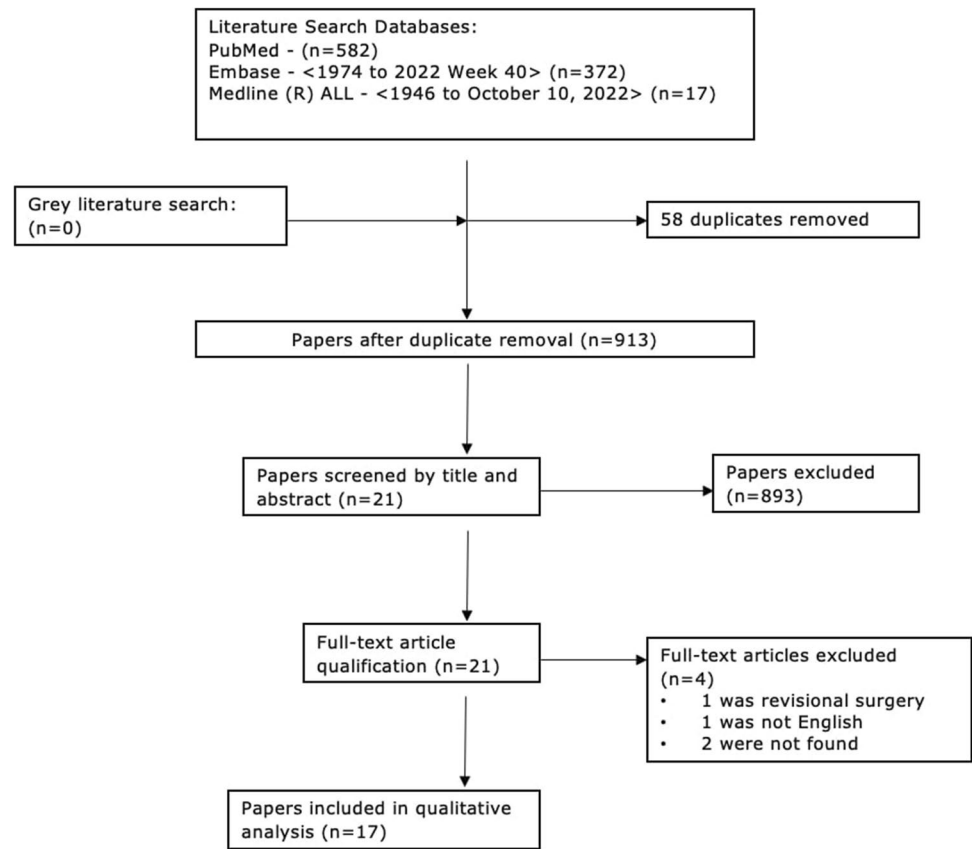 Literature Search Databases:
PubMed - (n=582)
Embase - <1974 to 2022 Week 40> (n=372)
Medline (R) ALL - <1946 to October 10, 2022> (n=17)
Grey literature search:
(n=0)
58 duplicates removed
Papers after duplicate removal (n=913)
Papers screened by title and
abstract (n=21)
Papers excluded
(n=893)
Full-text article
qualification (n=21)
Full-text articles excluded
(n=4)
• 1 was revisional surgery
• 1 was not English
• 2 were not found
Papers included in qualitative
analysis (n=17)